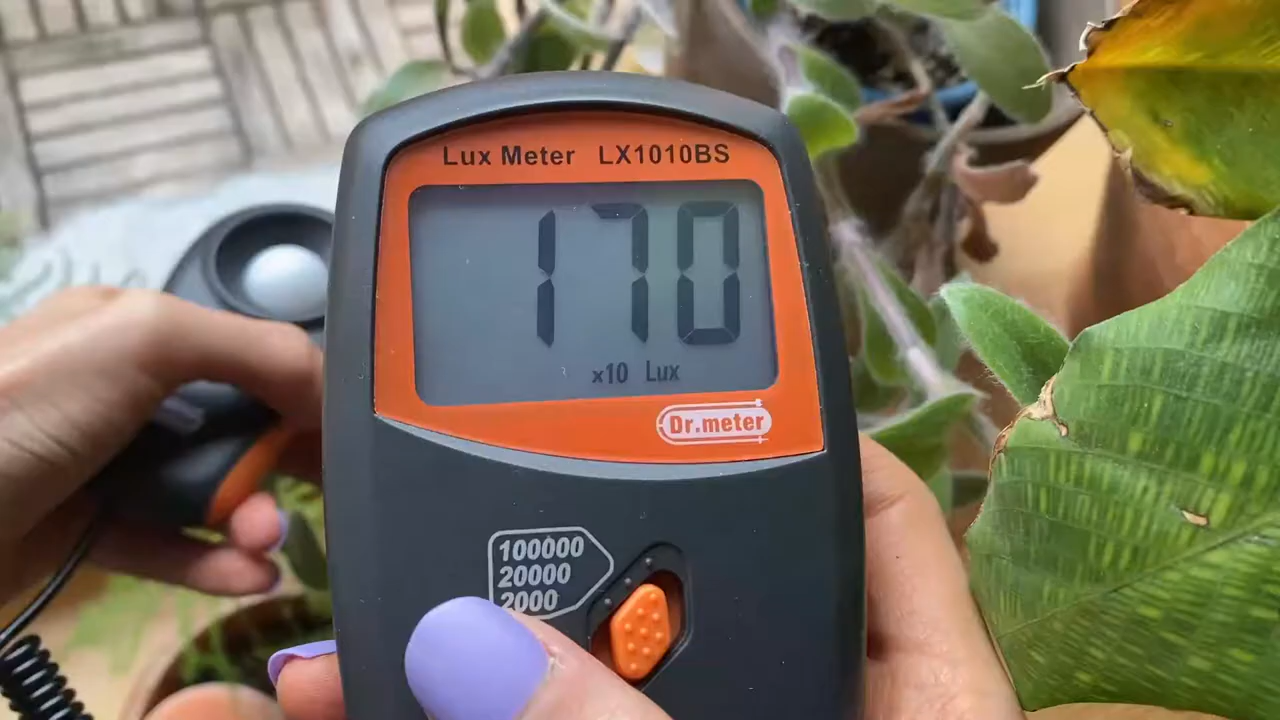 Lux Meter LX1010BS
170
x10 Lux
Dr.meter
100000
20000
2000